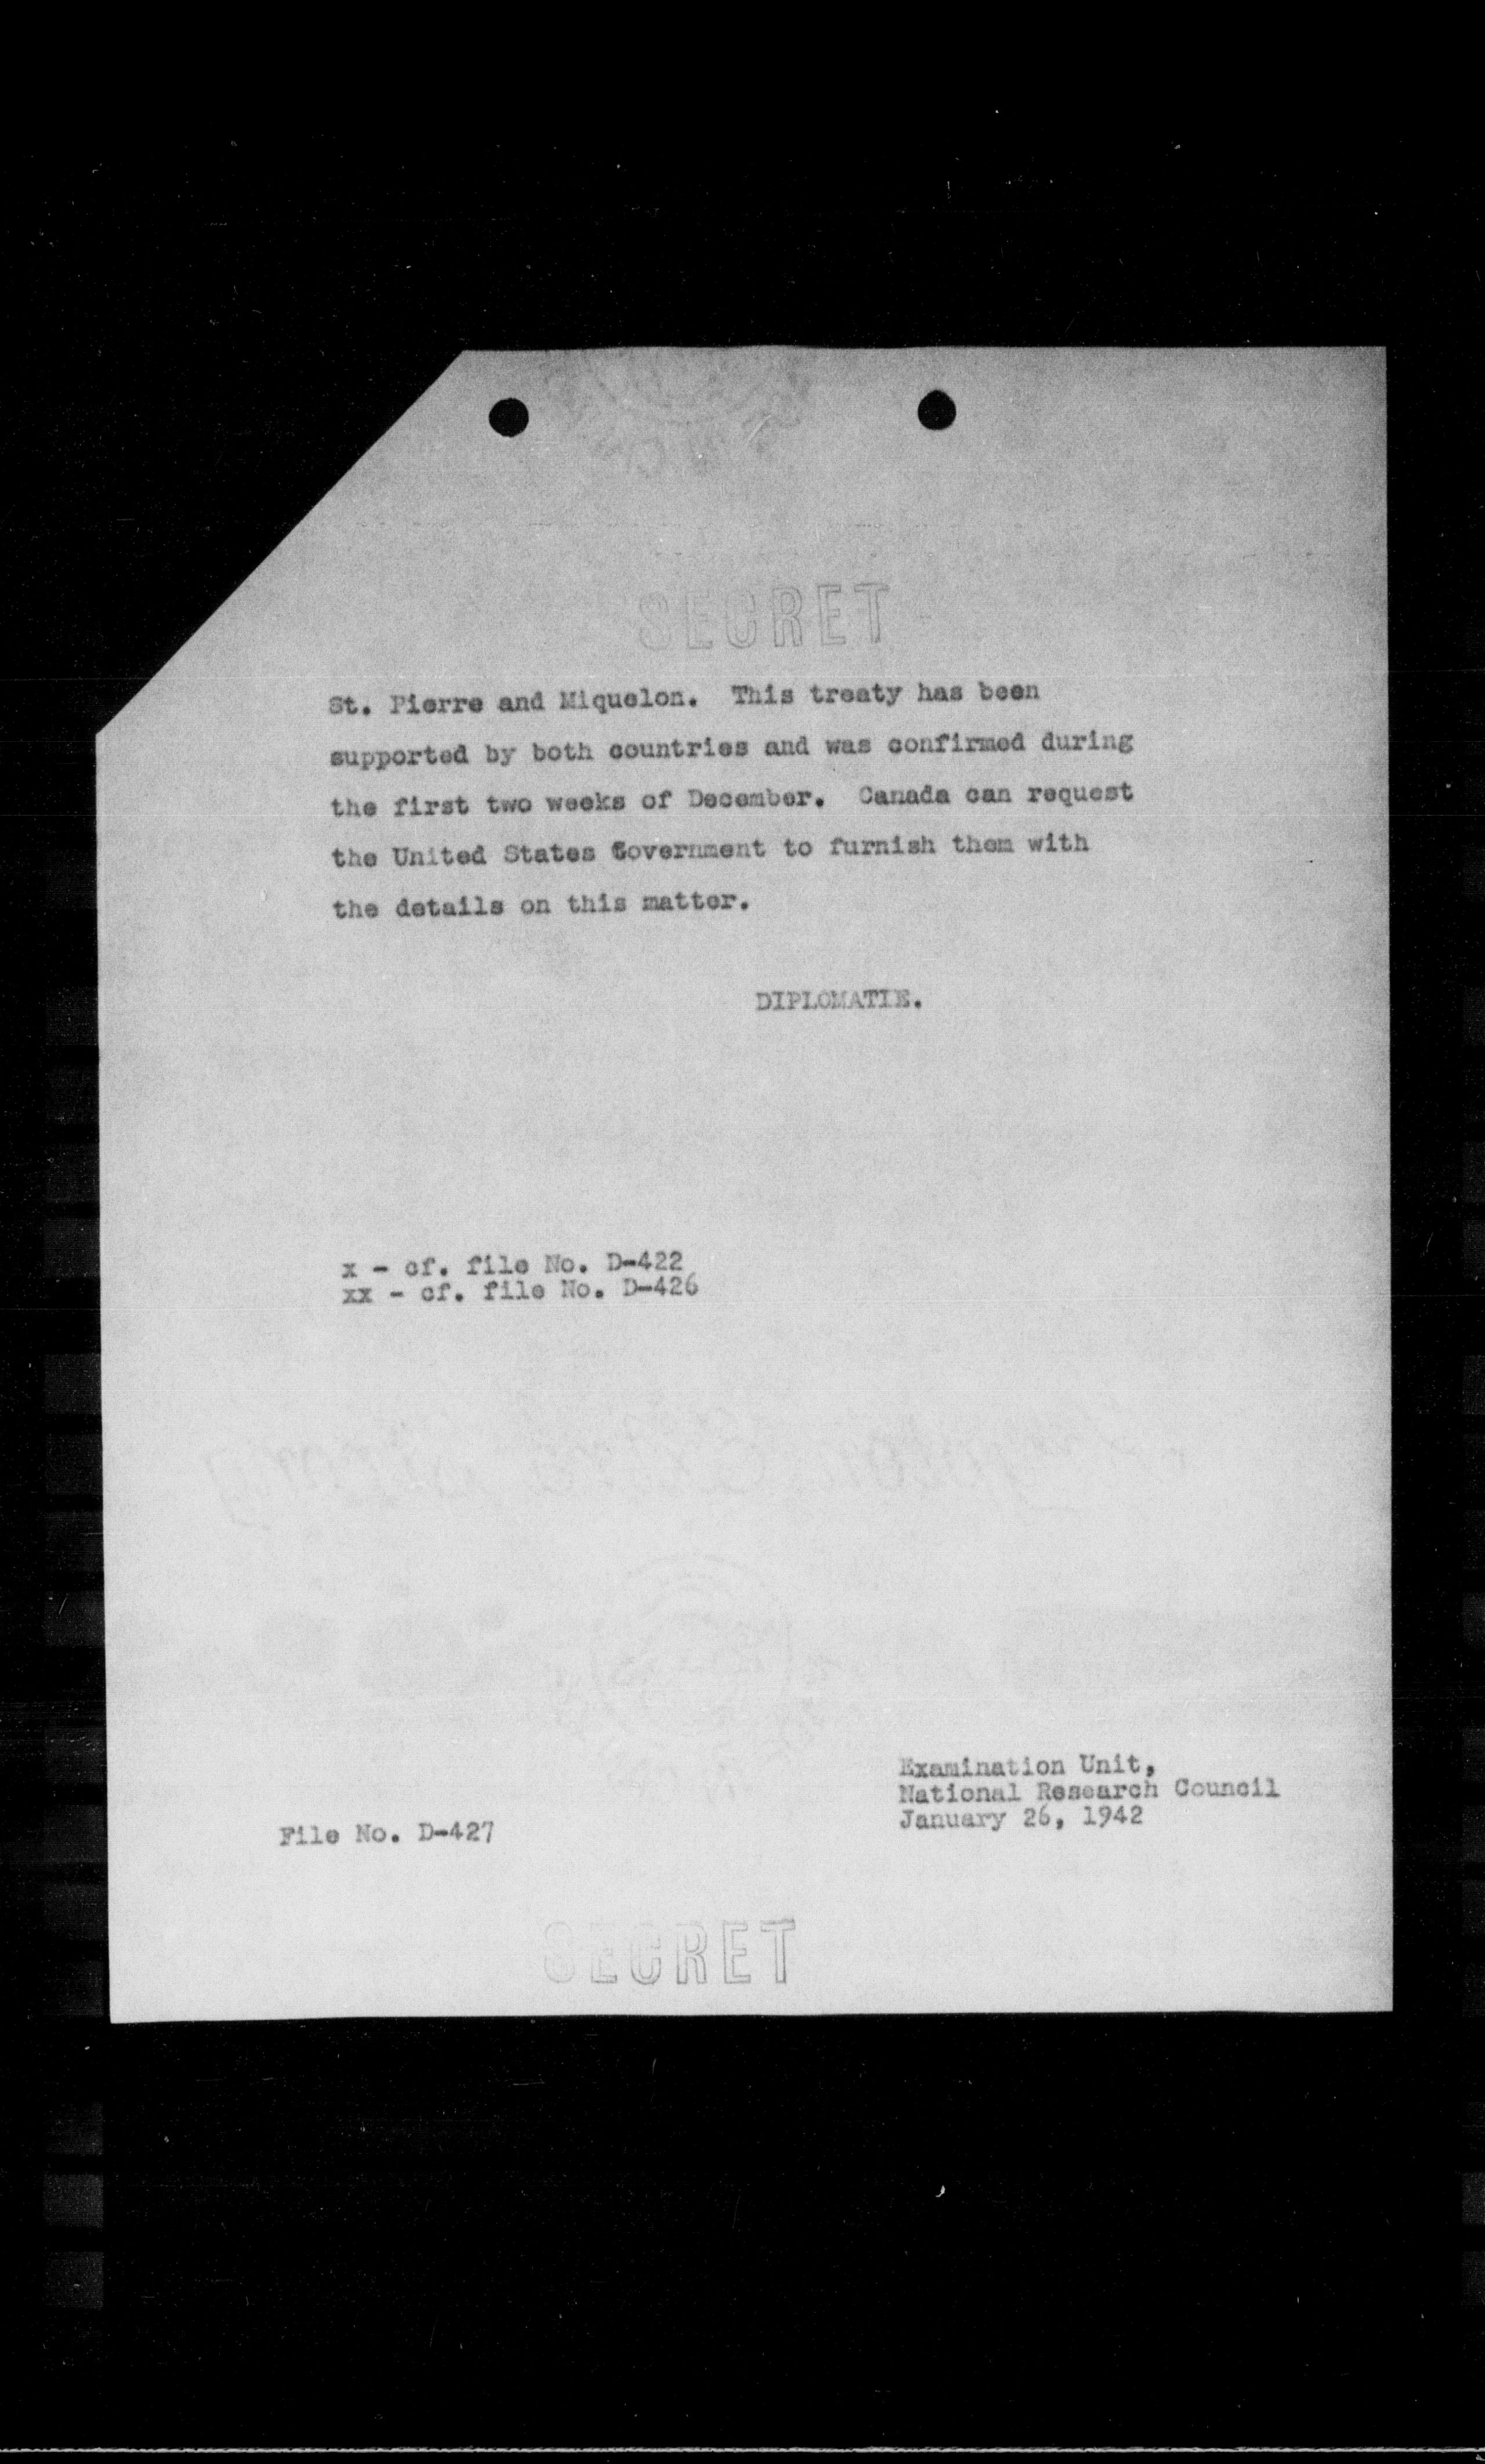 SECRET
St. Pierre and Miquelon. This treaty has been
supported by both countries and was confirmed during
the first two weeks of December. Canada can request
the United States Government to furnish them with
the details on this matter.
DIPLOMATIE.
x - cf. file No. D-422
xx - cf. file No. D-426
Examination Unit,
National Research Council
January 26, 1942
File No. D-427
SECRET